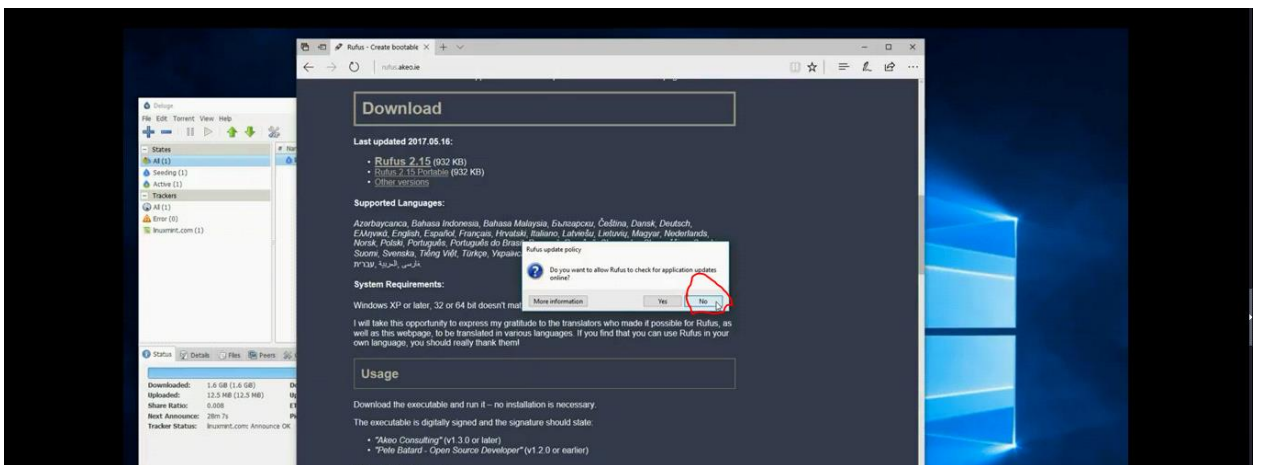 Rufus - Create bootable
rufus.akeo.ie
Deluge
File Edit Torrent View Help
States
All (1)
Seeding (1)
Active (1)
Trackers
All (1)
Error (0)
linuxmint.com (1)
# Nar
Status Details Files Peers
Downloaded: 1.6 GiB (1.6 GiB)
Uploaded: 12.5 MiB (12.5 MiB)
Share Ratio: 0.008
Next Announce: 28m 7s
Tracker Status: linuxmint.com: Announce OK
Download
Last updated 2017.05.16:
• Rufus 2.15 (932 KB)
• Rufus 2.15 Portable (932 KB)
• Other versions
Supported Languages:
Azərbaycanca, Bahasa Indonesia, Bahasa Malaysia, Български, Čeština, Dansk, Deutsch,
Ελληνικά, English, Español, Français, Hrvatski, Italiano, Latviešu, Lietuvių, Magyar, Nederlands,
Norsk, Polski, Português, Português do Brasil
Suomi, Svenska, Tiếng Việt, Türkçe,
فارسی, العربية, עברית
System Requirements:
Windows XP or later, 32 or 64 bit doesn't mat
I will take this opportunity to express my gratitude to the translators who made it possible for Rufus, as
well as this webpage, to be translated in various languages. If you find that you can use Rufus in your
own language, you should really thank them!
Usage
Download the executable and run it – no installation is necessary.
The executable is digitally signed and the signature should state:
• "Akeo Consulting" (v1.3.0 or later)
• "Pete Batard - Open Source Developer" (v1.2.0 or earlier)
Rufus update policy
Do you want to allow Rufus to check for application updates
online?
More information Yes No